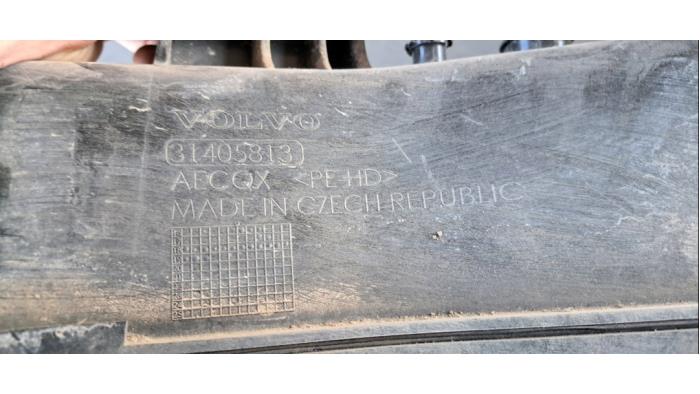 VOLVO
31405813
AECQX >PE-HD<
MADE IN CZECH REPUBLIC